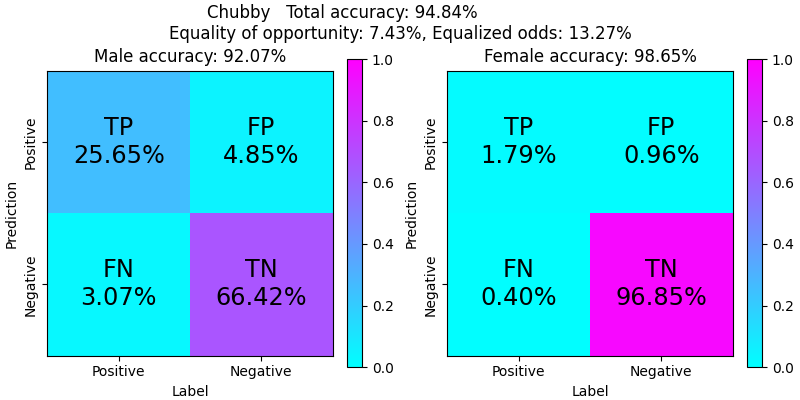 Chubby   Total accuracy: 94.84%
Equality of opportunity: 7.43%, Equalized odds: 13.27%
Male accuracy: 92.07%
Prediction
Positive
Negative
TP
25.65%
FP
4.85%
FN
3.07%
TN
66.42%
Positive
Negative
Label
1.0
0.8
0.6
0.4
0.2
0.0
Female accuracy: 98.65%
Prediction
Positive
Negative
TP
1.79%
FP
0.96%
FN
0.40%
TN
96.85%
Positive
Negative
Label
1.0
0.8
0.6
0.4
0.2
0.0